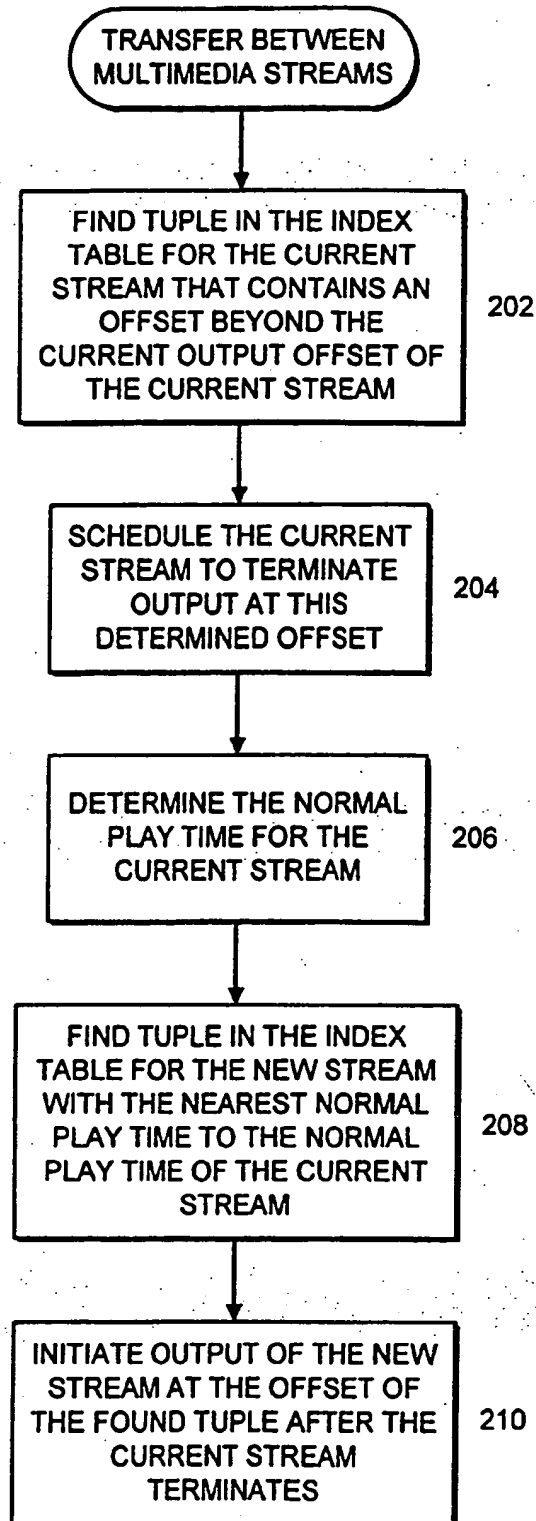 TRANSFER BETWEEN
MULTIMEDIA STREAMS
FIND TUPLE IN THE INDEX
TABLE FOR THE CURRENT
STREAM THAT CONTAINS AN
OFFSET BEYOND THE
CURRENT OUTPUT OFFSET OF
THE CURRENT STREAM
202
SCHEDULE THE CURRENT
STREAM TO TERMINATE
OUTPUT AT THIS
DETERMINED OFFSET
204
DETERMINE THE NORMAL
PLAY TIME FOR THE
CURRENT STREAM
206
FIND TUPLE IN THE INDEX
TABLE FOR THE NEW STREAM
WITH THE NEAREST NORMAL
PLAY TIME TO THE NORMAL
PLAY TIME OF THE CURRENT
STREAM
208
INITIATE OUTPUT OF THE NEW
STREAM AT THE OFFSET OF
THE FOUND TUPLE AFTER THE
CURRENT STREAM
TERMINATES
210